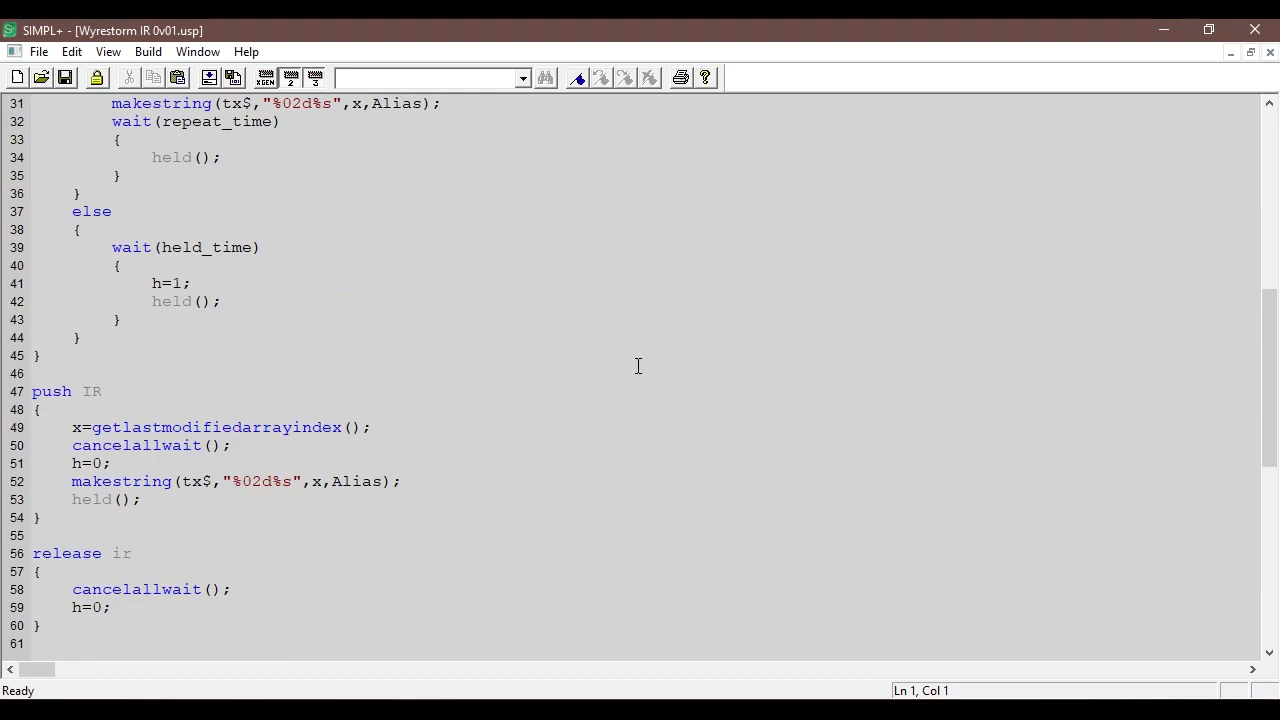 SIMPL+ - [Wyrestorm IR 0v01.usp]
File Edit View Build Window Help
XGEN 2 3 ?
31 makestring(tx$,"%02d%s",x,Alias);
32 wait(repeat_time)
33 {
34 held();
35 }
36 }
37 else
38 {
39 wait(held_time)
40 {
41 h=1;
42 held();
43 }
44 }
45 }
46
47 push IR
48 {
49 x=getlastmodifiedarrayindex();
50 cancelallwait();
51 h=0;
52 makestring(tx$,"%02d%s",x,Alias);
53 held();
54 }
55
56 release ir
57 {
58 cancelallwait();
59 h=0;
60 }
61
Ready Ln 1, Col 1